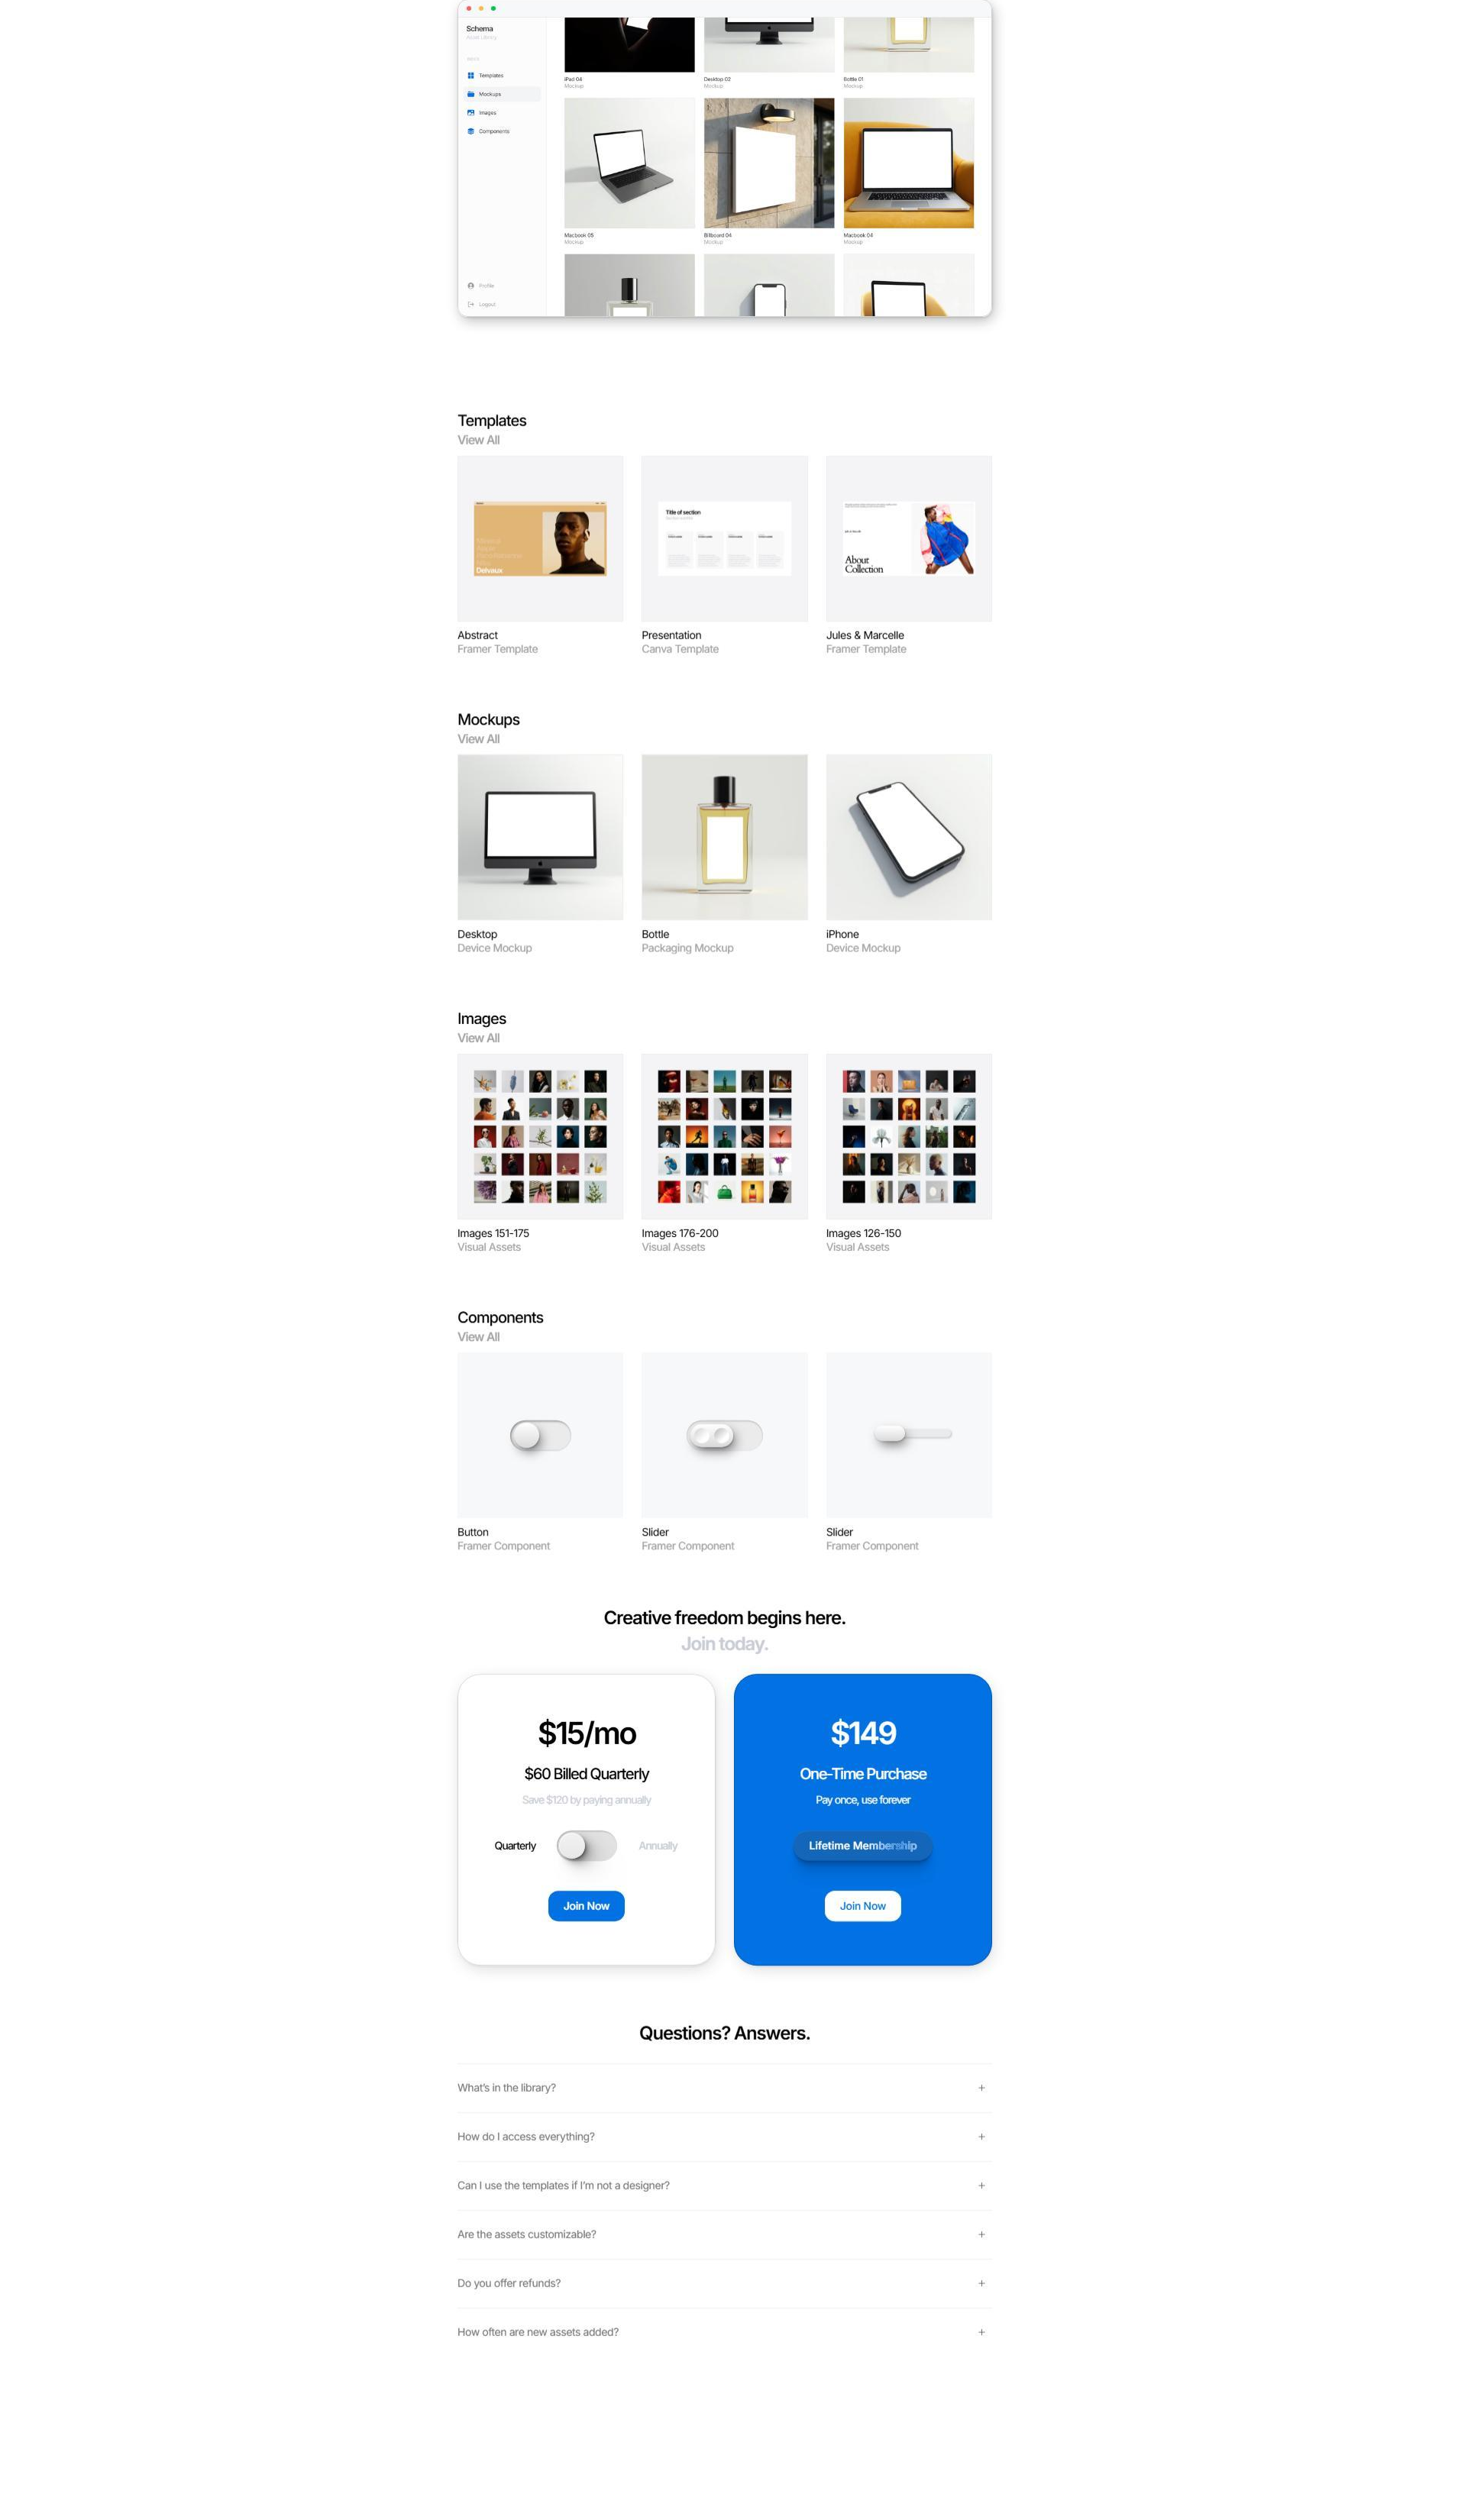 Schema
Templates
Mockups
Images
Components
Profile
Logout
iPad 04
Mockup
Desktop 02
Mockup
Bottle 01
Mockup
Macbook 05
Mockup
Billboard 04
Mockup
Macbook 04
Mockup
Templates
View All
Delvaux
Title of section
About
Collection
Abstract
Framer Template
Presentation
Canva Template
Jules & Marcelle
Framer Template
Mockups
View All
Desktop
Device Mockup
Bottle
Packaging Mockup
iPhone
Device Mockup
Images
View All
Images 151-175
Visual Assets
Images 176-200
Visual Assets
Images 126-150
Visual Assets
Components
View All
Button
Framer Component
Slider
Framer Component
Slider
Framer Component
Creative freedom begins here.
Join today.
$15/mo
$60 Billed Quarterly
Save $120 by paying annually
Quarterly
Annually
Join Now
$149
One-Time Purchase
Pay once, use forever
Lifetime Membership
Join Now
Questions? Answers.
What's in the library?
+
How do I access everything?
+
Can I use the templates if I'm not a designer?
+
Are the assets customizable?
+
Do you offer refunds?
+
How often are new assets added?
+